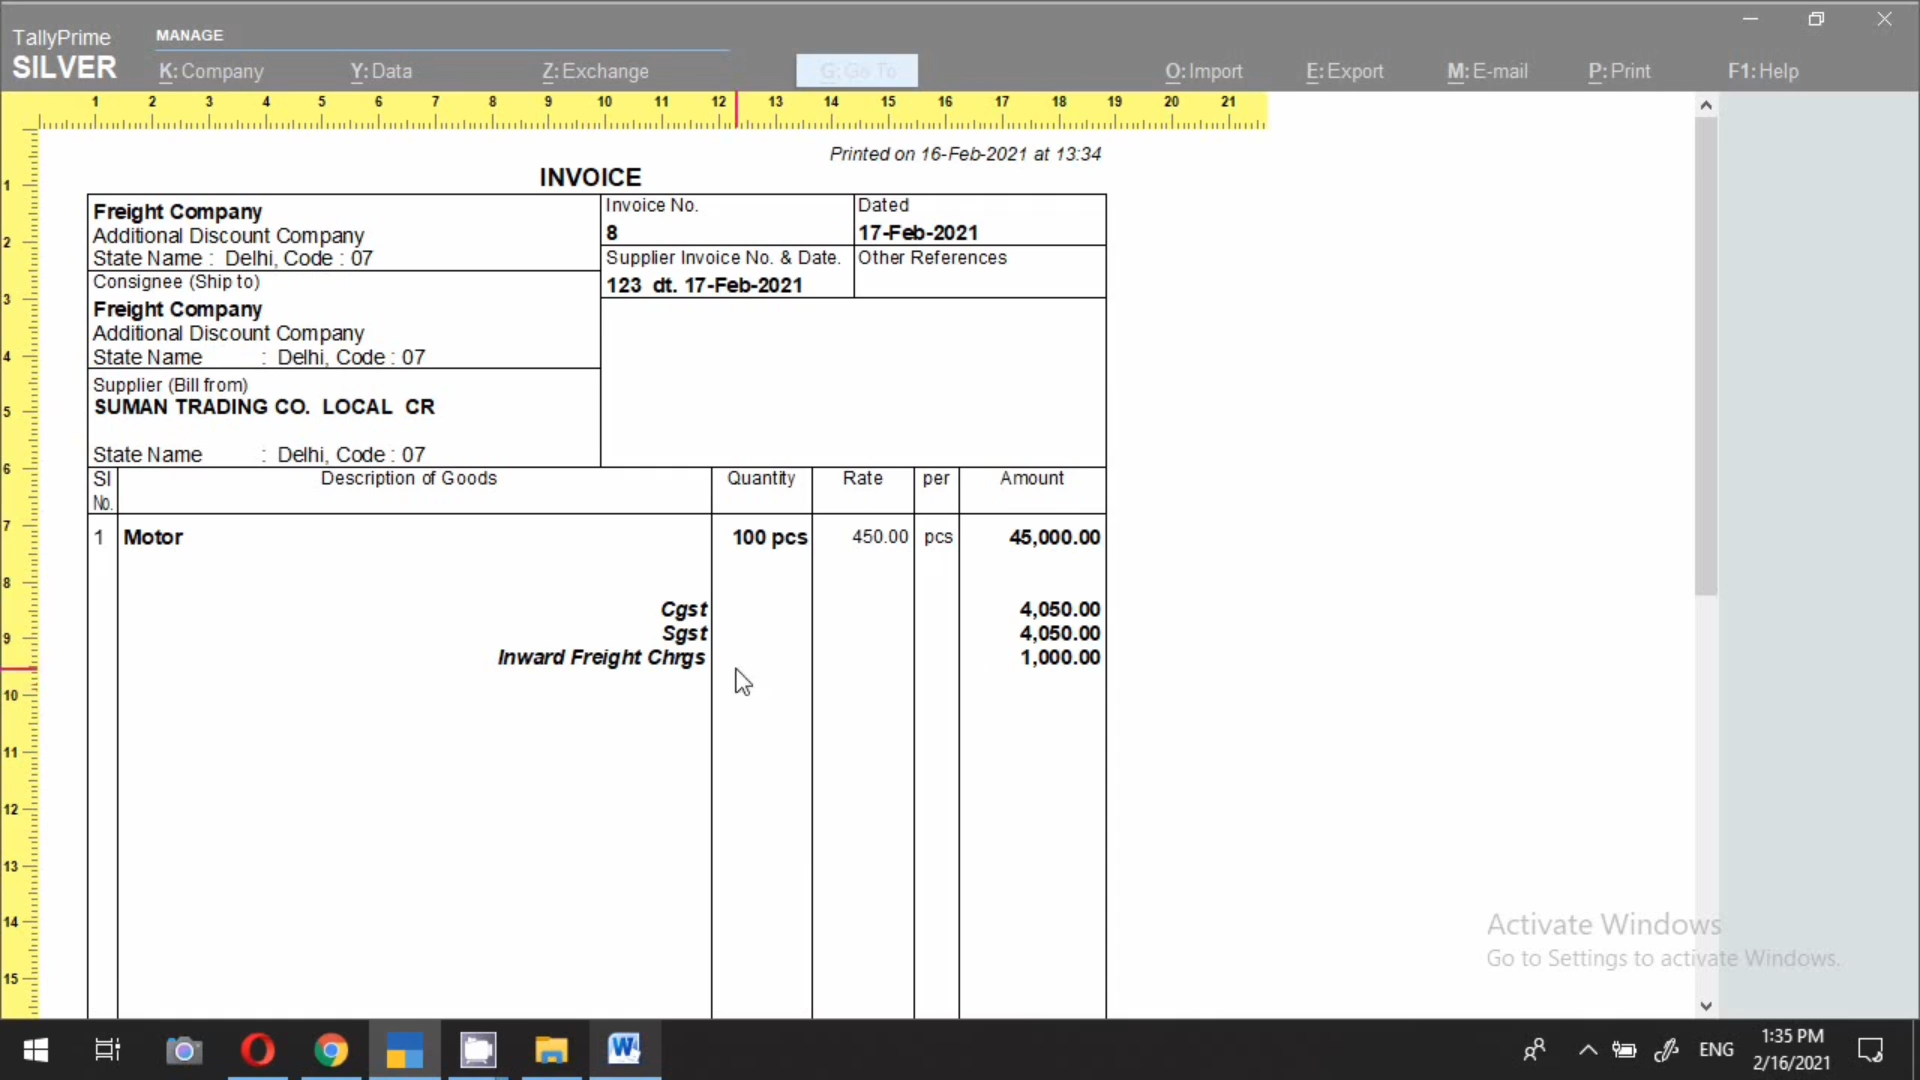 TallyPrime
SILVER
MANAGE
K: Company
Y: Data
Z: Exchange
G: Go To
O: Import
E: Export
M: E-mail
P: Print
F1: Help
1 2 3 4 5 6 7 8 9 10 11 12 13 14 15 16 17 18 19 20 21
Printed on 16-Feb-2021 at 13:34
INVOICE
Freight Company
Additional Discount Company
State Name : Delhi, Code : 07
Invoice No.
8
Dated
17-Feb-2021
Supplier Invoice No. & Date.
123 dt. 17-Feb-2021
Other References
Consignee (Ship to)
Freight Company
Additional Discount Company
State Name : Delhi, Code : 07
Supplier (Bill from)
SUMAN TRADING CO. LOCAL CR
State Name : Delhi, Code : 07
Sl No. Description of Goods Quantity Rate per Amount
1 Motor 100 pcs 450.00 pcs 45,000.00
Cgst 4,050.00
Sgst 4,050.00
Inward Freight Chrgs 1,000.00
1
2
3
4
5
6
7
8
9
10
11
12
13
14
15
Activate Windows
Go to Settings to activate Windows.
ENG
1:35 PM
2/16/2021